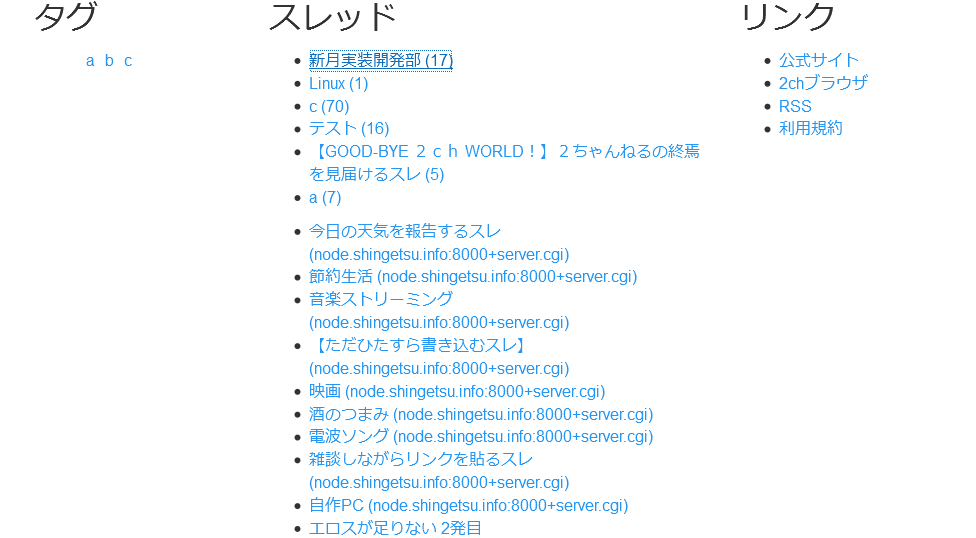 タグ
a b c
スレッド
新月実装開発部 (17)
Linux (1)
c (70)
テスト (16)
【GOOD-BYE ２ｃｈ WORLD！】２ちゃんねるの終焉
を見届けるスレ (5)
a (7)
今日の天気を報告するスレ
(node.shingetsu.info:8000+server.cgi)
節約生活 (node.shingetsu.info:8000+server.cgi)
音楽ストリーミング
(node.shingetsu.info:8000+server.cgi)
【ただひたすら書き込むスレ】
(node.shingetsu.info:8000+server.cgi)
映画 (node.shingetsu.info:8000+server.cgi)
酒のつまみ (node.shingetsu.info:8000+server.cgi)
電波ソング (node.shingetsu.info:8000+server.cgi)
雑談しながらリンクを貼るスレ
(node.shingetsu.info:8000+server.cgi)
自作PC (node.shingetsu.info:8000+server.cgi)
エロスが足りない 2発目
リンク
公式サイト
2chブラウザ
RSS
利用規約